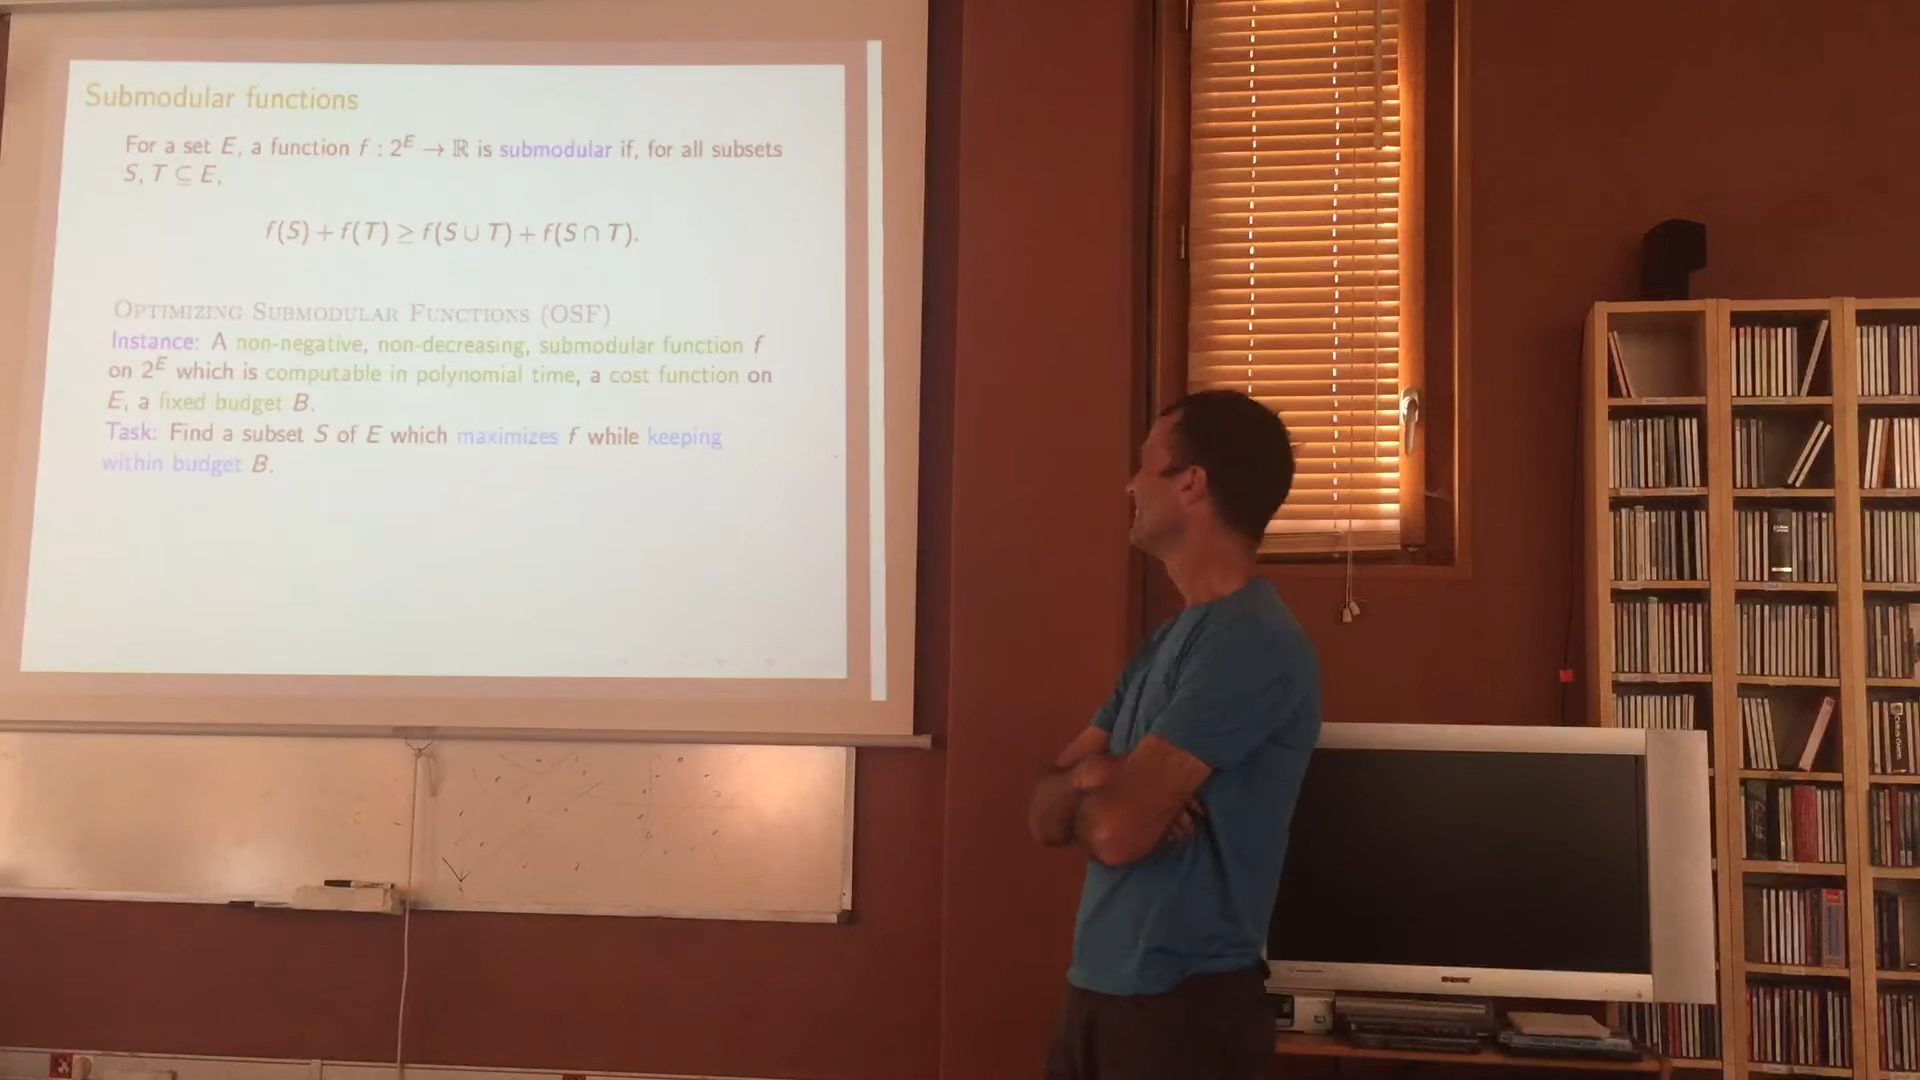 Submodular functions
For a set E, a function f : 2^E → ℝ is submodular if, for all subsets
S, T ⊆ E,
f(S) + f(T) ≥ f(S ∪ T) + f(S ∩ T).
OPTIMIZING SUBMODULAR FUNCTIONS (OSF)
Instance: A non-negative, non-decreasing, submodular function f
on 2^E which is computable in polynomial time, a cost function on
E, a fixed budget B.
Task: Find a subset S of E which maximizes f while keeping
within budget B.